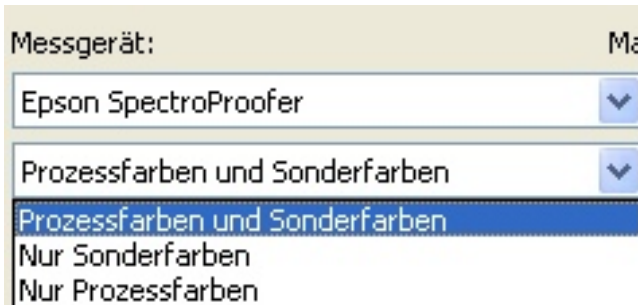 Messgerät: Ma
Epson SpectroProofer
Prozessfarben und Sonderfarben
Prozessfarben und Sonderfarben
Nur Sonderfarben
Nur Prozessfarben